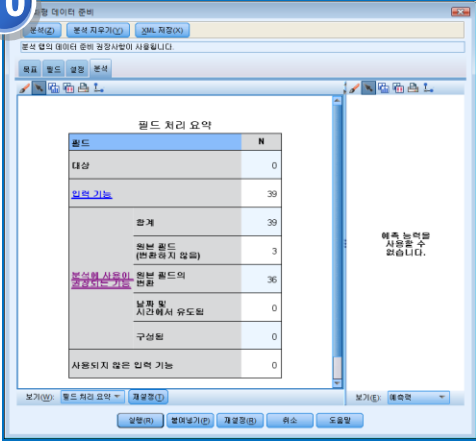 0
화형 데이터 준비
분석(Z) 분석 지우기(Y) XML 저장(X)
분석 탭의 데이터 준비 권장사항이 사용됩니다.
목표 필드 설정 분석
필드 처리 요약
필드 N
대상 0
입력 기능 39
분석에 사용이 권장되는 기능
합계 39
원본 필드
(변환하지 않음) 3
원본 필드의
변환 36
날짜 및
시간에서 유도됨 0
구성됨 0
사용되지 않은 입력 기능 0
예측 능력을
사용할 수
없습니다.
보기(W): 필드 처리 요약 재설정(T) 보기(E): 예측력
실행(R) 붙여넣기(P) 재설정(R) 취소 도움말